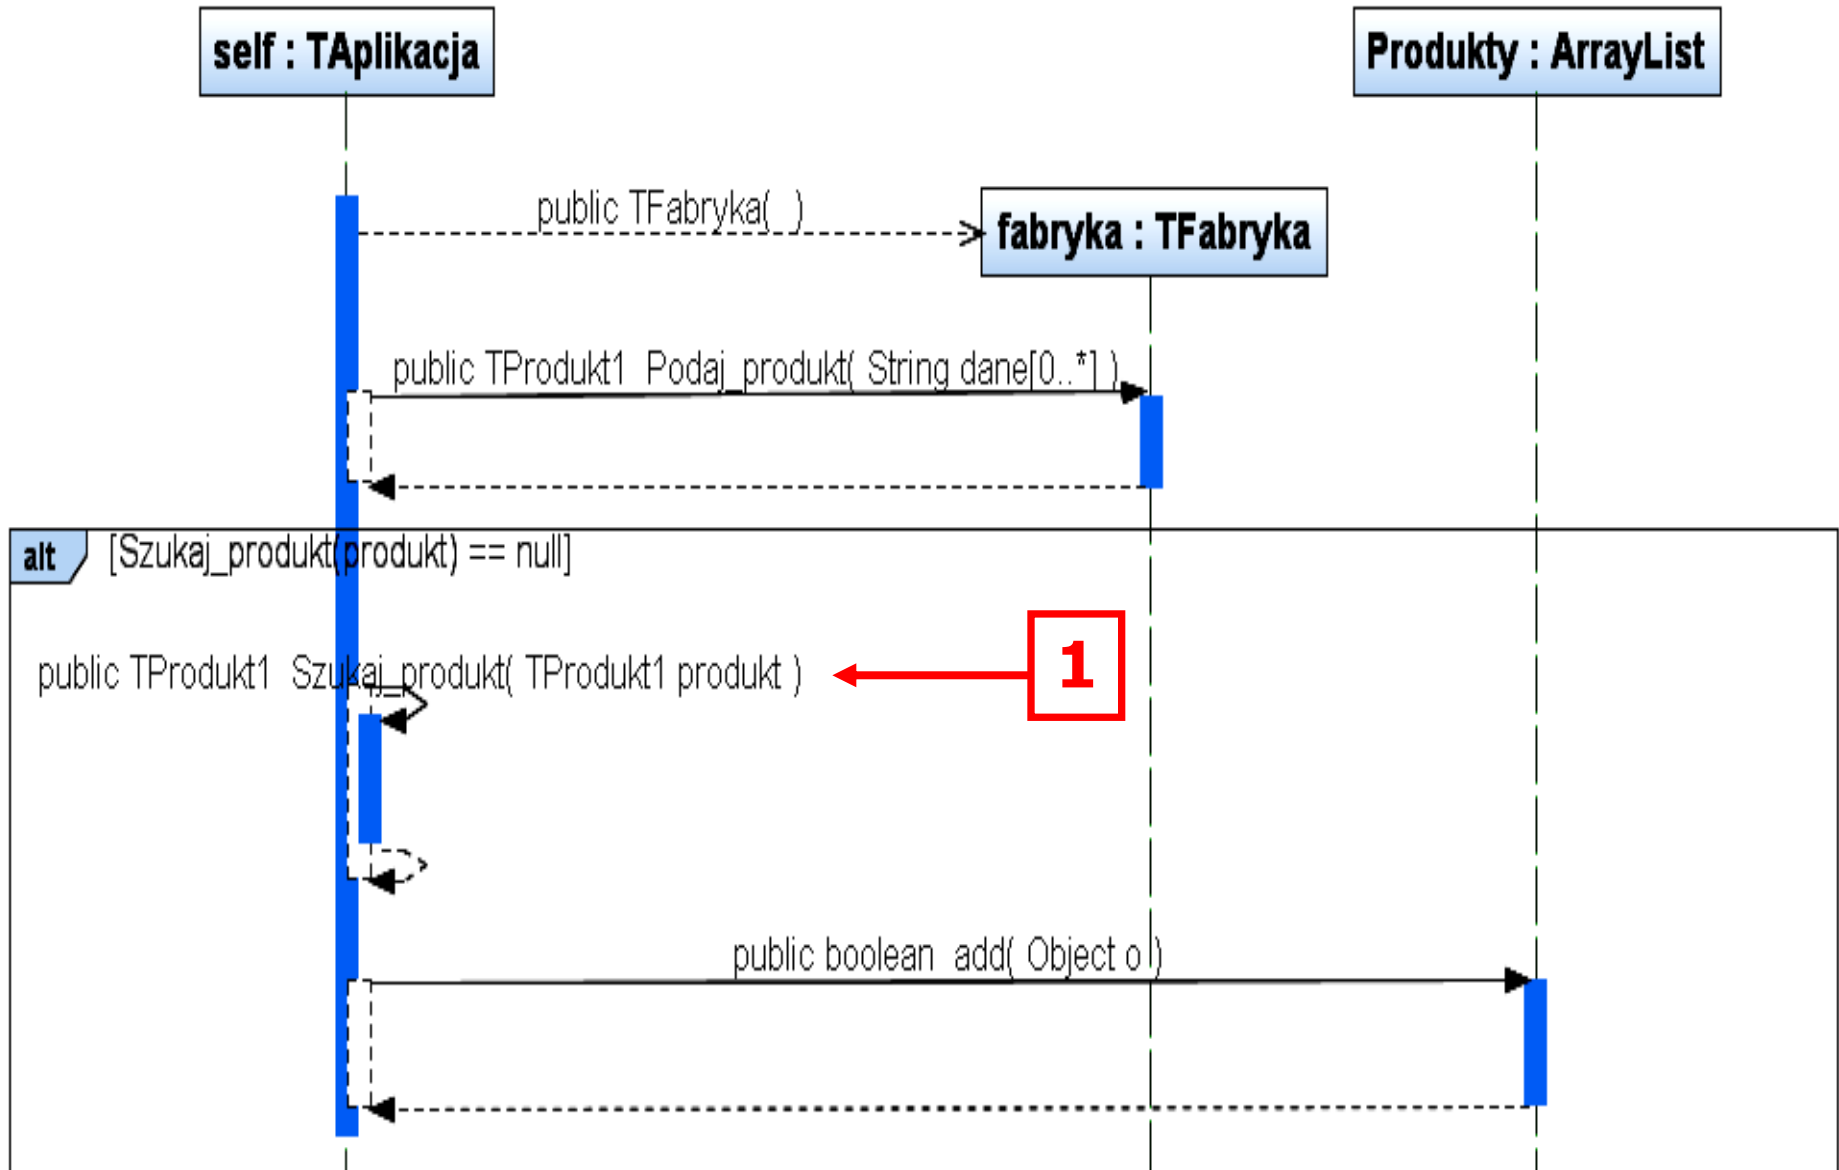 self : TAplikacja
Produkty : ArrayList
public TFabryka(  )
fabryka : TFabryka
public TProdukt1  Podaj_produkt( String dane[0..*] )
alt
[Szukaj_produkt(produkt) == null]
public TProdukt1  Szukaj_produkt( TProdukt1 produkt )
1
public boolean  add( Object o )